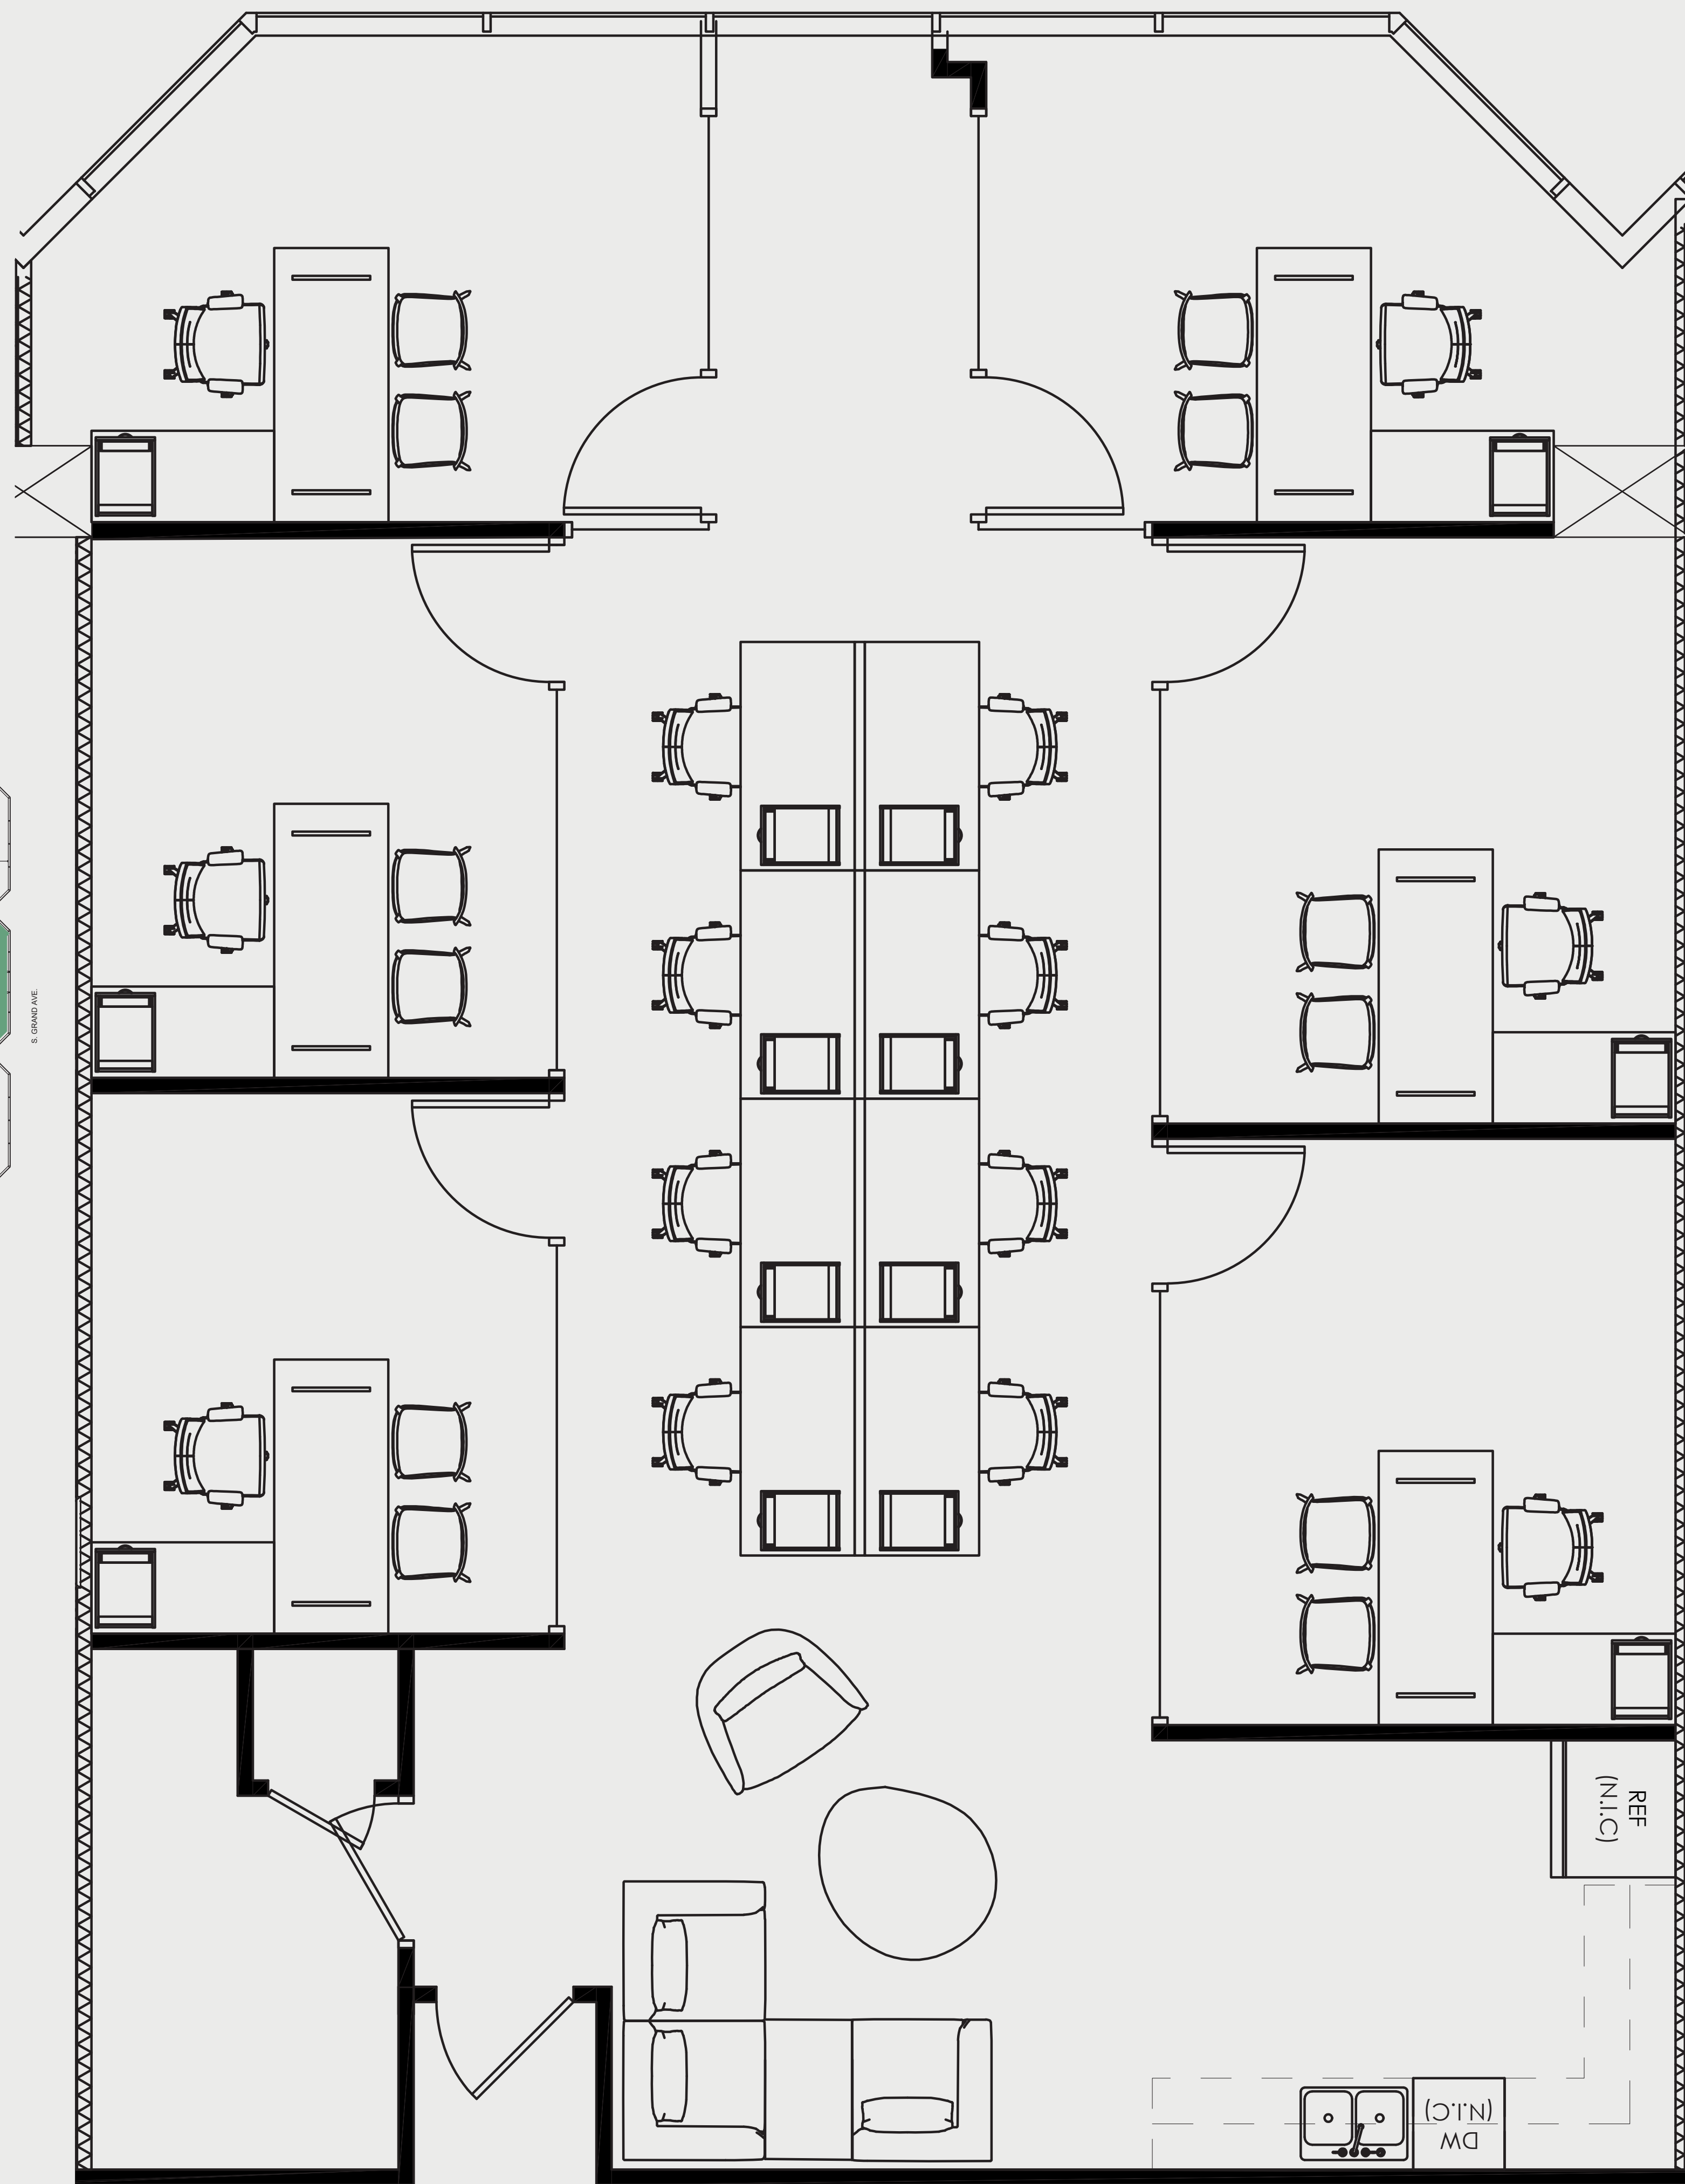 S. GRAND AVE.
REF
(N.I.C)
DW
(N.I.C)